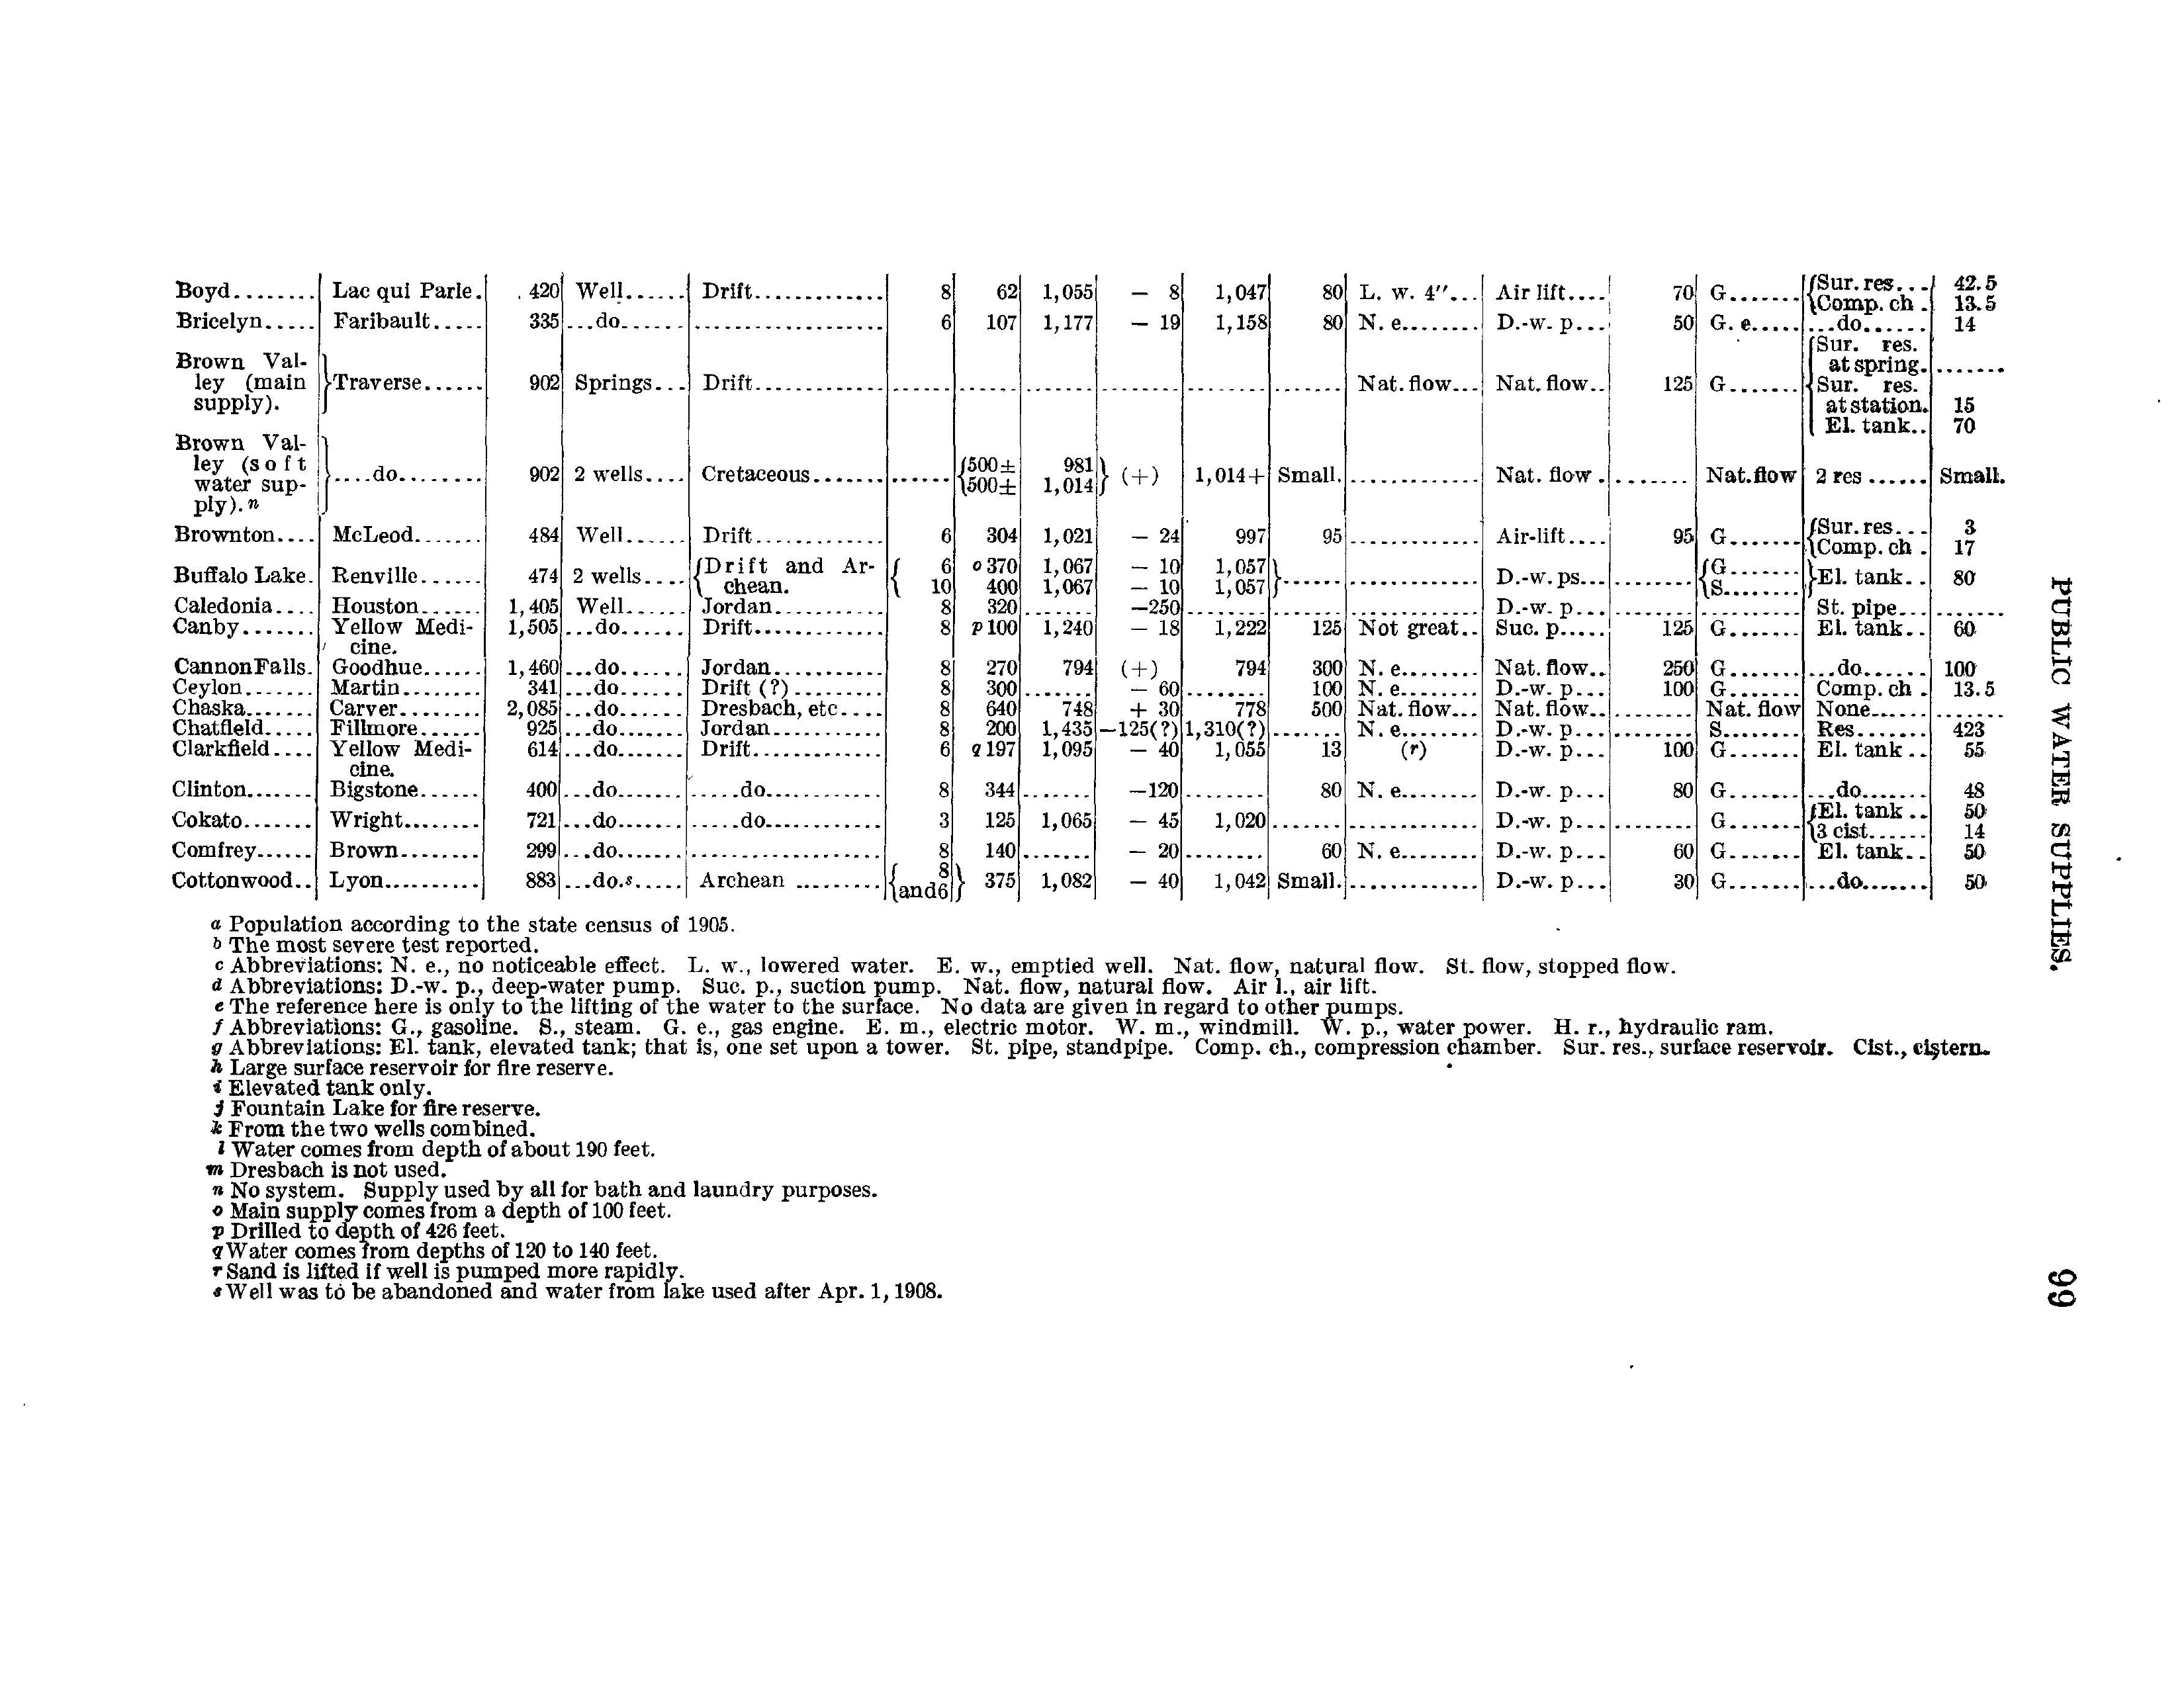 Boyd........ Lac qui Parle. 420 Well...... Drift............. 8 62 1,055 — 8 1,047 80 L. w. 4″... Air lift.... 70 G....... {Sur. res... 42.5
{Comp. ch . 13.5
Bricelyn..... Faribault..... 335 ...do...... ................... 6 107 1,177 — 19 1,158 80 N. e........ D.-w. p... 50 G. e..... ...do...... 14
Brown Val-
ley (main
supply). }Traverse...... 902 Springs... Drift............. ...... ...... ....... ....... ........ ....... Nat. flow... Nat. flow.. 125 G....... {Sur. res.
at spring. .......
Sur. res.
at station. 15
El. tank.. 70
Brown Val-
ley (soft
water sup-
ply).n }....do........ 902 2 wells.... Cretaceous....... ...... {500± 981} (+) 1,014+ Small. ............. Nat. flow . ........ Nat. flow 2 res ...... Small.
{500± 1,014}
Brownton.... McLeod....... 484 Well...... Drift............. 6 304 1,021 — 24 997 95 ............. Air-lift.... 95 G....... {Sur. res... 3
{Comp. ch . 17
Buffalo Lake. Renville...... 474 2 wells.... {Drift and Ar-
chean. { 6 o 370 1,067 — 10 1,057} ...... ............. D.-w. ps... ........ {G....... }El. tank.. 80
10 400 1,067 — 10 1,057} {S........
Caledonia.... Houston...... 1,405 Well...... Jordan........... 8 320 ....... —250 ........ ....... ............. D.-w. p... ........ ......... St. pipe... .......
Canby....... Yellow Medi-
cine. 1,505 ...do...... Drift............. 8 p 100 1,240 — 18 1,222 125 Not great.. Suc. p..... 125 G....... El. tank.. 60
Cannon Falls. Goodhue...... 1,460 ...do...... Jordan........... 8 270 794 (+) 794 300 N. e........ Nat. flow.. 250 G....... ...do...... 100
Ceylon....... Martin........ 341 ...do...... Drift (?)......... 8 300 ....... — 60 ........ 100 N. e........ D.-w. p... 100 G....... Comp. ch . 13.5
Chaska....... Carver........ 2,085 ...do...... Dresbach, etc.... 8 640 748 + 30 778 500 Nat. flow... Nat. flow.. ........ Nat. flow None...... .......
Chatfield..... Fillmore...... 925 ...do...... Jordan........... 8 200 1,435 —125(?) 1,310(?) ....... N. e........ D.-w. p... ........ S........ Res....... 423
Clarkfield.... Yellow Medi-
cine. 614 ...do....... Drift............. 6 q 197 1,095 — 40 1,055 13 (r) D.-w. p... 100 G....... El. tank .. 55
Clinton....... Bigstone...... 400 ...do....... .....do............ 8 344 ....... —120 ........ 80 N. e........ D.-w. p... 80 G....... ...do....... 48
Cokato....... Wright........ 721 ...do....... .....do............ 3 125 1,065 — 45 1,020 ....... ............. D.-w. p... ........ G....... {El. tank .. 50
{3 cist...... 14
Comfrey...... Brown........ 299 ...do....... ................... 8 140 ....... — 20 ........ 60 N. e........ D.-w. p... 60 G....... El. tank.. 50
Cottonwood.. Lyon.......... 883 ...do.s..... Archean ......... { 8
and 6} 375 1,082 — 40 1,042 Small. ............. D.-w. p... 30 G....... ...do....... 50
a Population according to the state census of 1905.
b The most severe test reported.
c Abbreviations: N. e., no noticeable effect. L. w., lowered water. E. w., emptied well. Nat. flow, natural flow. St. flow, stopped flow.
d Abbreviations: D.-w. p., deep-water pump. Suc. p., suction pump. Nat. flow, natural flow. Air l., air lift.
e The reference here is only to the lifting of the water to the surface. No data are given in regard to other pumps.
f Abbreviations: G., gasoline. S., steam. G. e., gas engine. E. m., electric motor. W. m., windmill. W. p., water power. H. r., hydraulic ram.
g Abbreviations: El. tank, elevated tank; that is, one set upon a tower. St. pipe, standpipe. Comp. ch., compression chamber. Sur. res., surface reservoir. Cist., cistern.
h Large surface reservoir for fire reserve.
i Elevated tank only.
j Fountain Lake for fire reserve.
k From the two wells combined.
l Water comes from depth of about 190 feet.
m Dresbach is not used.
n No system. Supply used by all for bath and laundry purposes.
o Main supply comes from a depth of 100 feet.
p Drilled to depth of 426 feet.
q Water comes from depths of 120 to 140 feet.
r Sand is lifted if well is pumped more rapidly.
s Well was to be abandoned and water from lake used after Apr. 1, 1908.
PUBLIC WATER SUPPLIES.
99